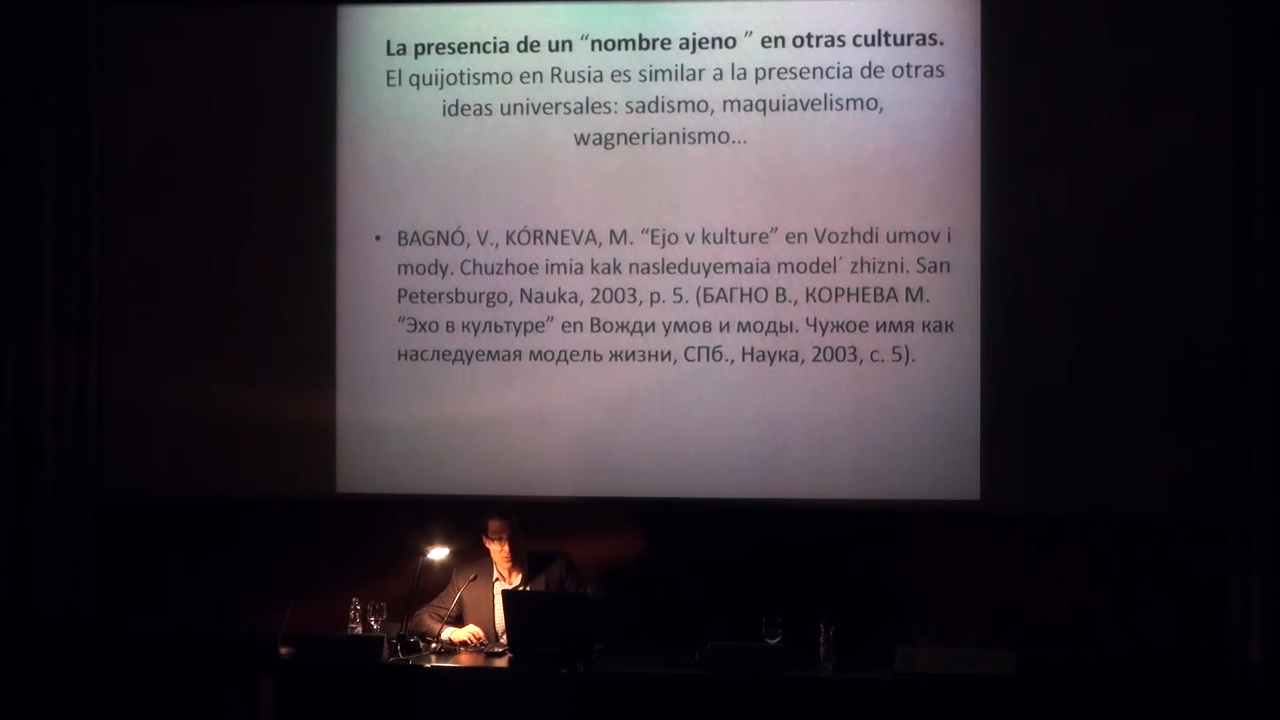 La presencia de un “nombre ajeno ” en otras culturas.
El quijotismo en Rusia es similar a la presencia de otras
ideas universales: sadismo, maquiavelismo,
wagnerianismo…
• BAGNÓ, V., KÓRNEVA, M. “Ejo v kulture” en Vozhdi umov i
mody. Chuzhoe imia kak nasleduyemaia model´ zhizni. San
Petersburgo, Nauka, 2003, p. 5. (БАГНО В., КОРНЕВА М.
“Эхо в культуре” en Вожди умов и моды. Чужое имя как
наследуемая модель жизни, СПб., Наука, 2003, с. 5).